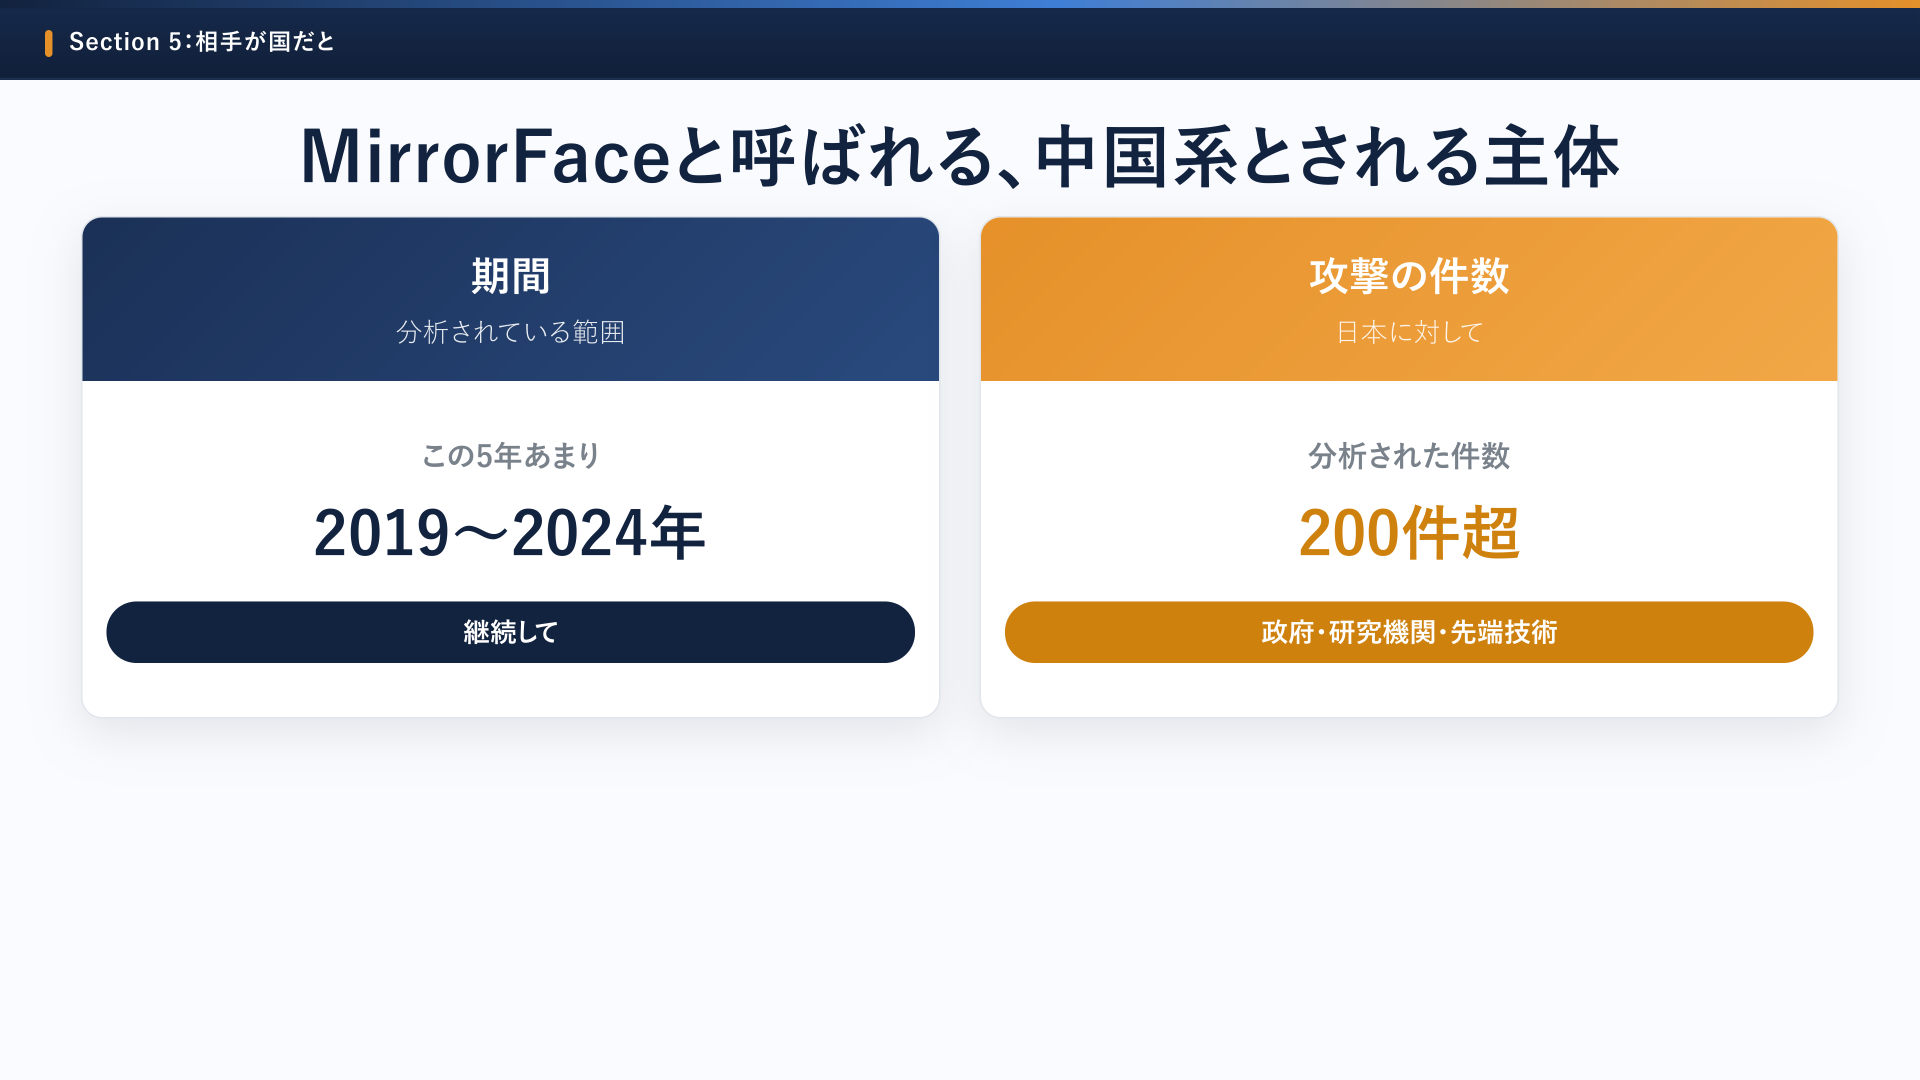 Section 5：相手が国だと
MirrorFaceと呼ばれる、中国系とされる主体
期間
分析されている範囲
この5年あまり
2019〜2024年
継続して
攻撃の件数
日本に対して
分析された件数
200件超
政府・研究機関・先端技術